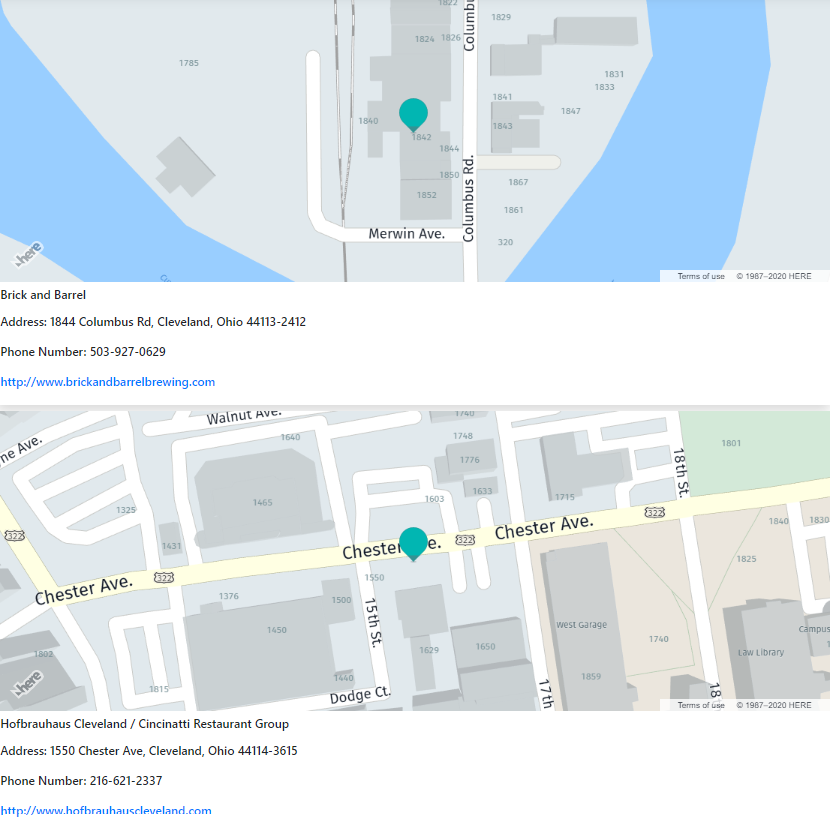 1822
Columbu
1829
1824
1826
1785
1831
1833
1841
1847
1840
1843
1842
1844
1850
1867
1852
Columbus Rd.
1861
Merwin Ave.
320
here
Terms of use © 1987–2020 HERE
Brick and Barrel
Address: 1844 Columbus Rd, Cleveland, Ohio 44113-2412
Phone Number: 503-927-0629
http://www.brickandbarrelbrewing.com
Walnut Ave.
1740
1640
1748
ne Ave.
1801
1776
18th St.
1633
1603
1715
1465
1325
322
322
1840
1830
322
Chester Ave.
1431
1825
322
1550
Chester Ave.
1376
1500
15th St.
1450
West Garage
1740
Campus
1629
1650
Law Library
1802
1440
1859
here
1815
Dodge Ct.
17th
18
Terms of use © 1987–2020 HERE
Hofbrauhaus Cleveland / Cincinatti Restaurant Group
Address: 1550 Chester Ave, Cleveland, Ohio 44114-3615
Phone Number: 216-621-2337
http://www.hofbrauhauscleveland.com